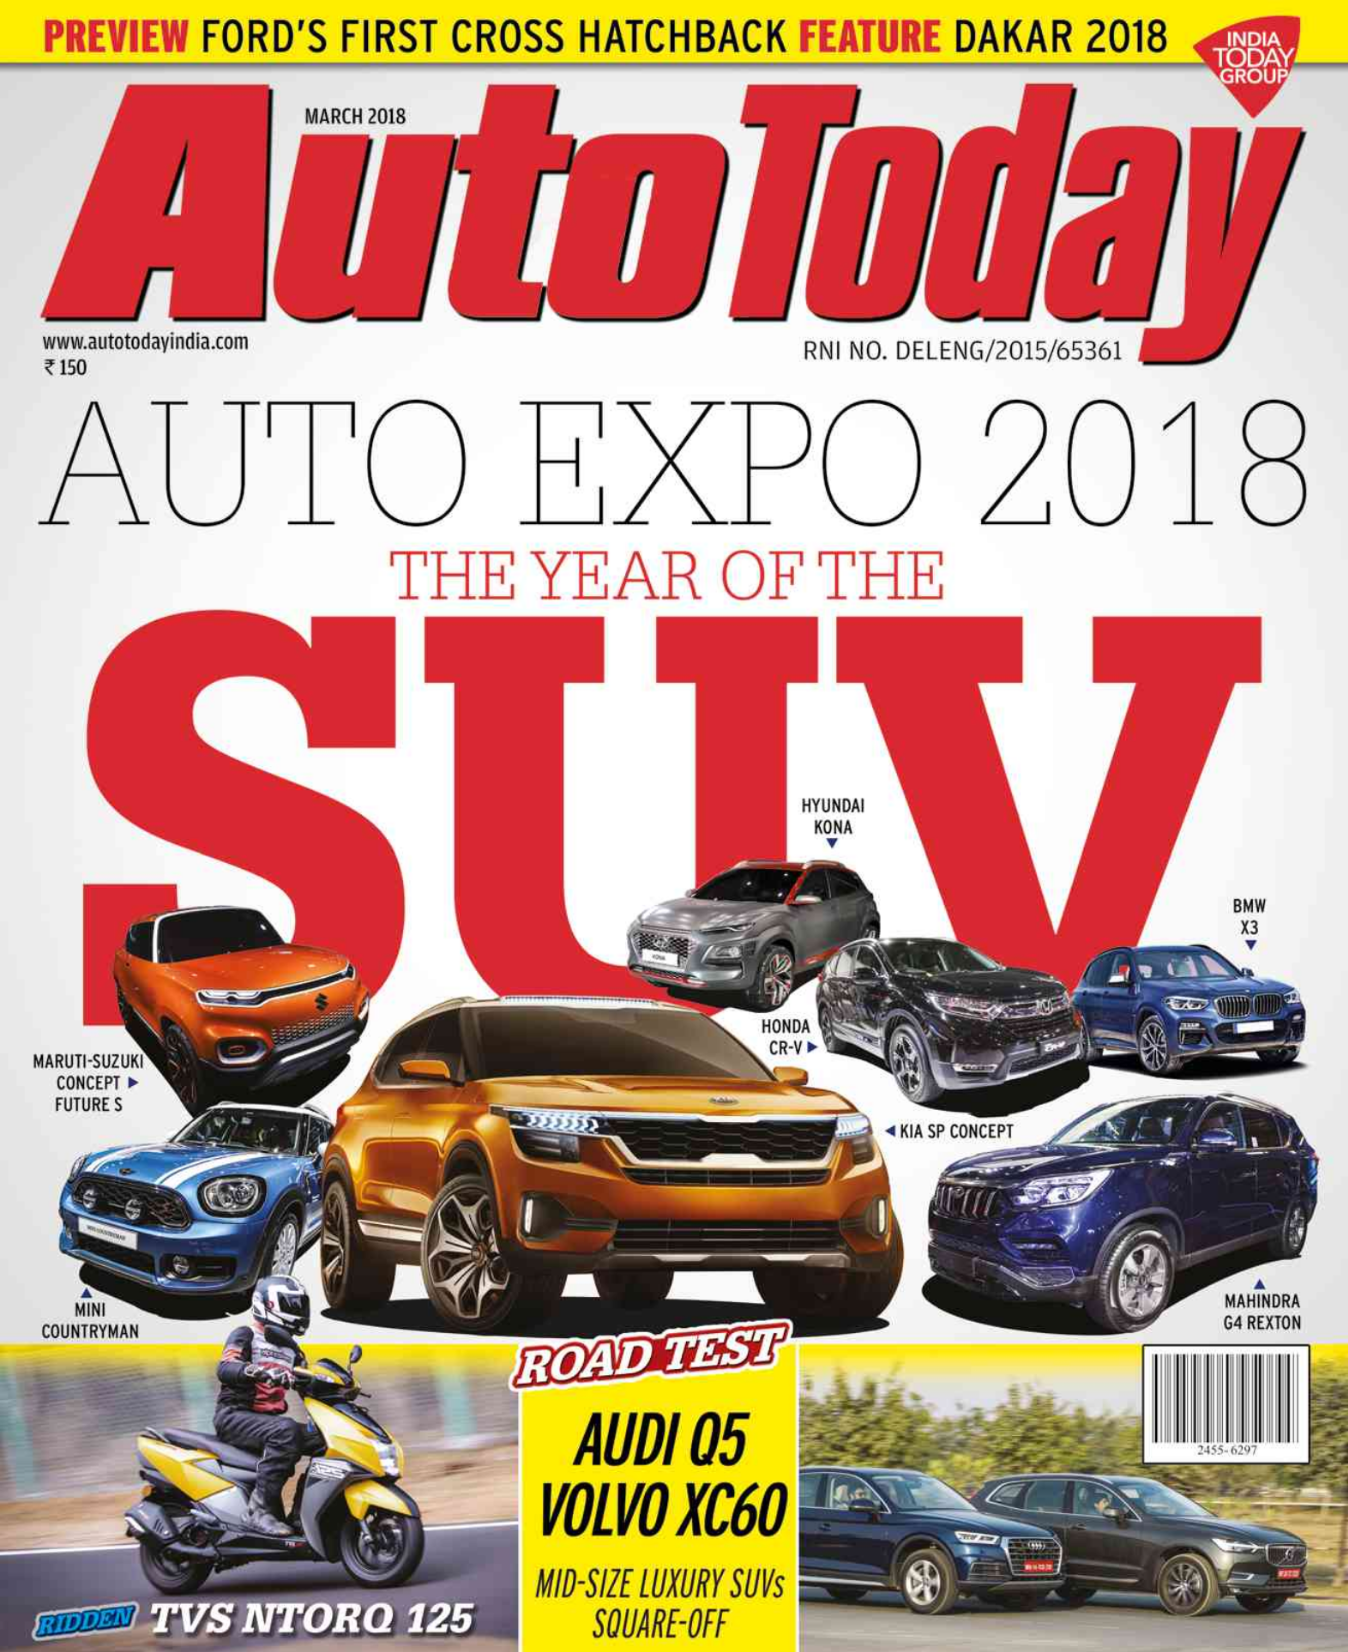 PREVIEW FORD'S FIRST CROSS HATCHBACK FEATURE DAKAR 2018
INDIA
TODAY
GROUP
MARCH 2018
AutoToday
www.autotodayindia.com
₹ 150
RNI NO. DELENG/2015/65361
AUTO EXPO 2018
THE YEAR OF THE
SUV
HYUNDAI
KONA
BMW
X3
HONDA
CR-V
MARUTI-SUZUKI
CONCEPT
FUTURE S
KIA SP CONCEPT
MINI
COUNTRYMAN
MAHINDRA
G4 REXTON
ROAD TEST
AUDI Q5
VOLVO XC60
MID-SIZE LUXURY SUVs
SQUARE-OFF
2455-6297
RIDDEN TVS NTORQ 125